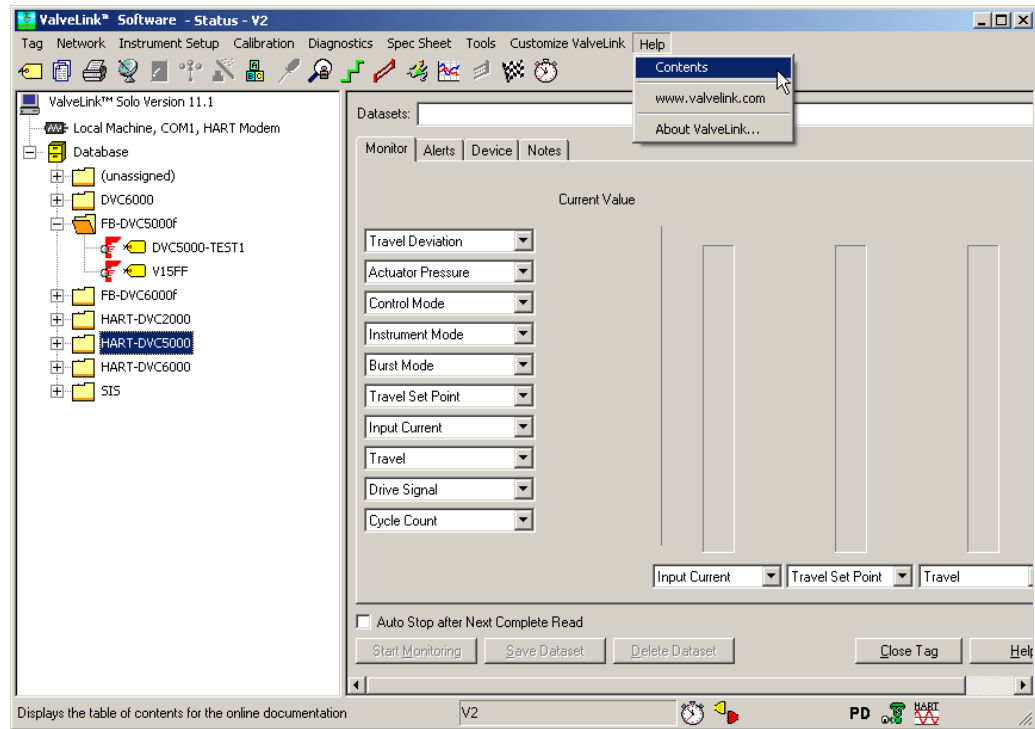 ValveLink™ Software - Status - V2
Tag Network Instrument Setup Calibration Diagnostics Spec Sheet Tools Customize ValveLink Help
Contents
www.valvelink.com
About ValveLink...
ValveLink™ Solo Version 11.1
Local Machine, COM1, HART Modem
Database
(unassigned)
DVC6000
FB-DVC5000f
DVC5000-TEST1
V15FF
FB-DVC6000f
HART-DVC2000
HART-DVC5000
HART-DVC6000
SIS
Datasets:
Monitor Alerts Device Notes
Current Value
Travel Deviation
Actuator Pressure
Control Mode
Instrument Mode
Burst Mode
Travel Set Point
Input Current
Travel
Drive Signal
Cycle Count
Input Current Travel Set Point Travel
Auto Stop after Next Complete Read
Start Monitoring Save Dataset Delete Dataset Close Tag Help
Displays the table of contents for the online documentation V2 PD HART